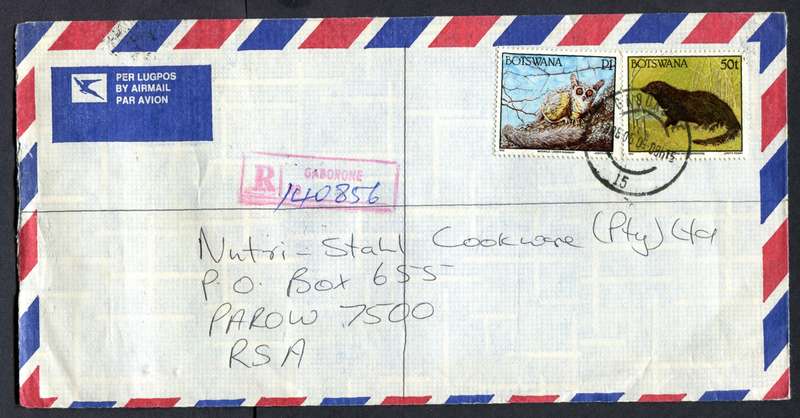 PER LUGPOS
BY AIRMAIL
PAR AVION
BOTSWANA P1
BOTSWANA 50t
R GABORONE
140856
15
Nutri-Stahl Cookware (Pty) Ltd
P.O. Box 655
PAROW 7500
RSA